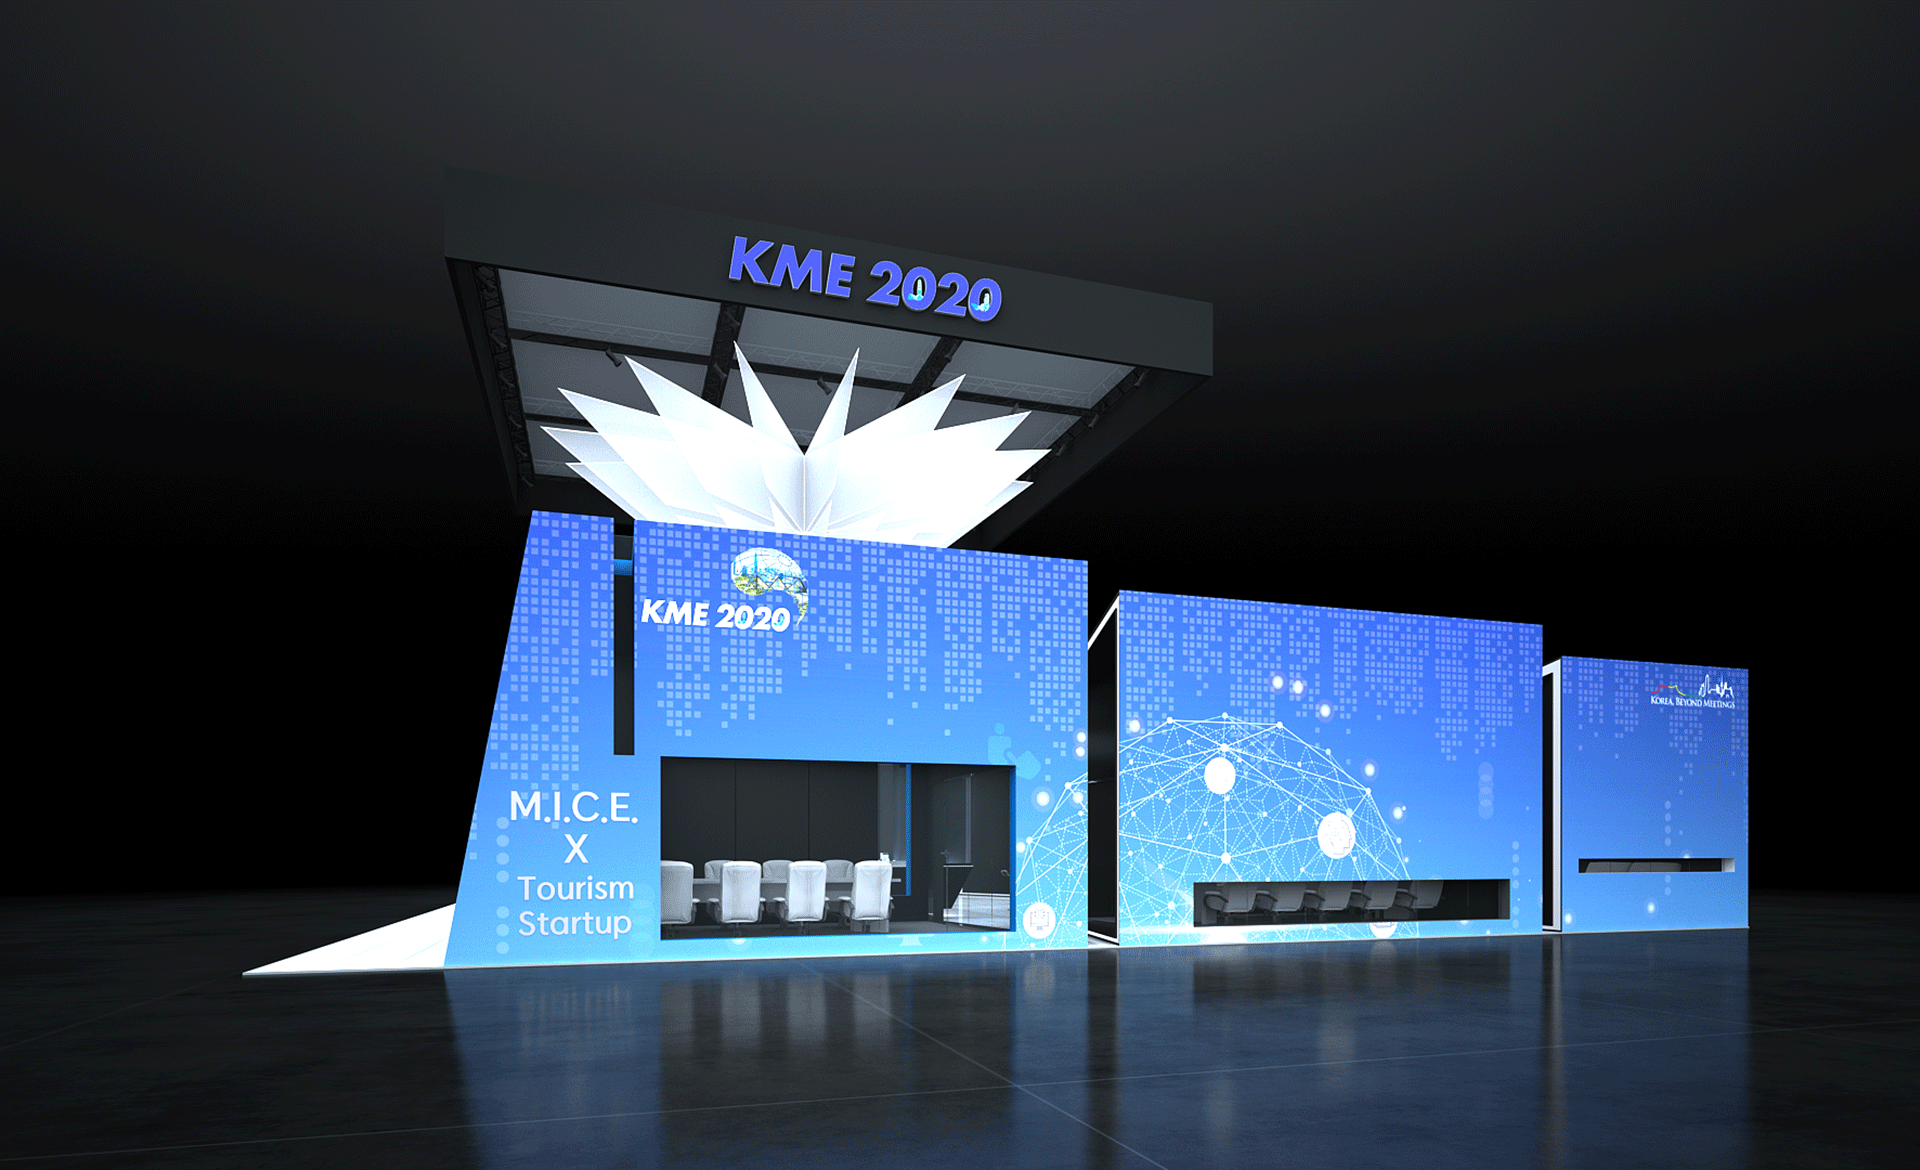 KME 2020
KME 2020
KOREA, BEYOND MEETINGS
M.I.C.E.
X
Tourism
Startup